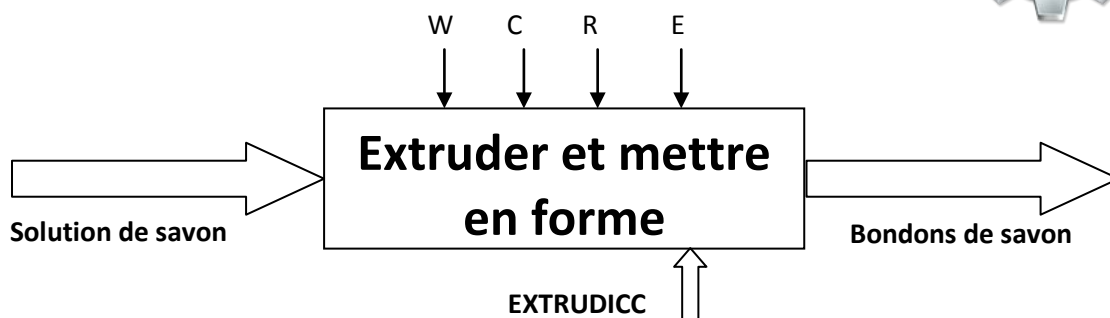 W C R E
Extruder et mettre
en forme
Solution de savon
Bondons de savon
EXTRUDICC